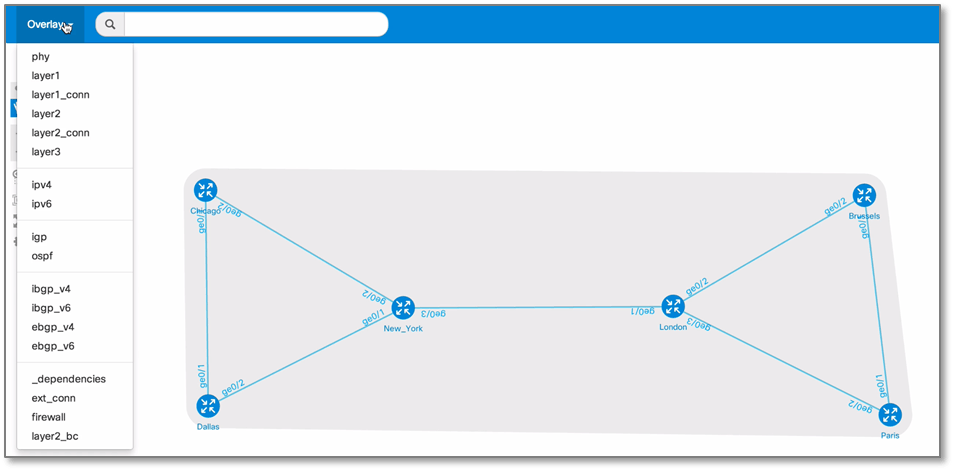 Overlay
phy
layer1
layer1_conn
layer2
layer2_conn
layer3
ipv4
ipv6
igp
ospf
ibgp_v4
ibgp_v6
ebgp_v4
ebgp_v6
_dependencies
ext_conn
firewall
layer2_bc
Chicago
ge0/2
ge0/1
ge0/2
Brussels
ge0/1
ge0/2
ge0/1
New_York
ge0/3
ge0/2
ge0/1
London
ge0/3
ge0/1
ge0/2
Dallas
ge0/1
ge0/2
Paris